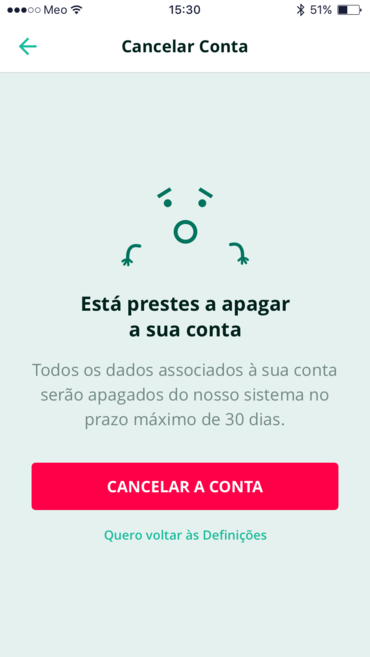 Meo 15:30 51%
Cancelar Conta
Está prestes a apagar
a sua conta
Todos os dados associados à sua conta
serão apagados do nosso sistema no
prazo máximo de 30 dias.
CANCELAR A CONTA
Quero voltar às Definições